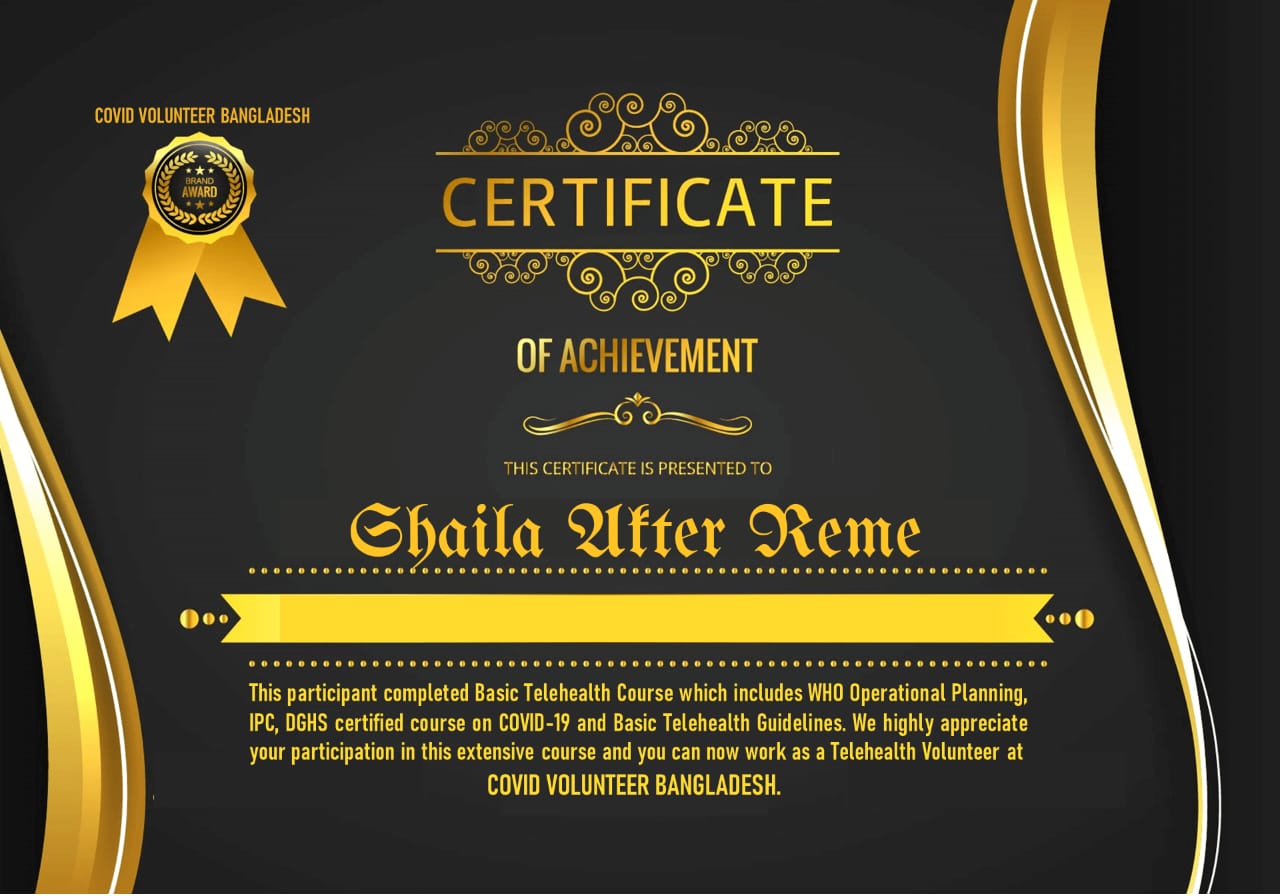 COVID VOLUNTEER BANGLADESH
BRAND
AWARD
CERTIFICATE
OF ACHIEVEMENT
THIS CERTIFICATE IS PRESENTED TO
Shaila Akter Reme
This participant completed Basic Telehealth Course which includes WHO Operational Planning,
IPC, DGHS certified course on COVID-19 and Basic Telehealth Guidelines. We highly appreciate
your participation in this extensive course and you can now work as a Telehealth Volunteer at
COVID VOLUNTEER BANGLADESH.